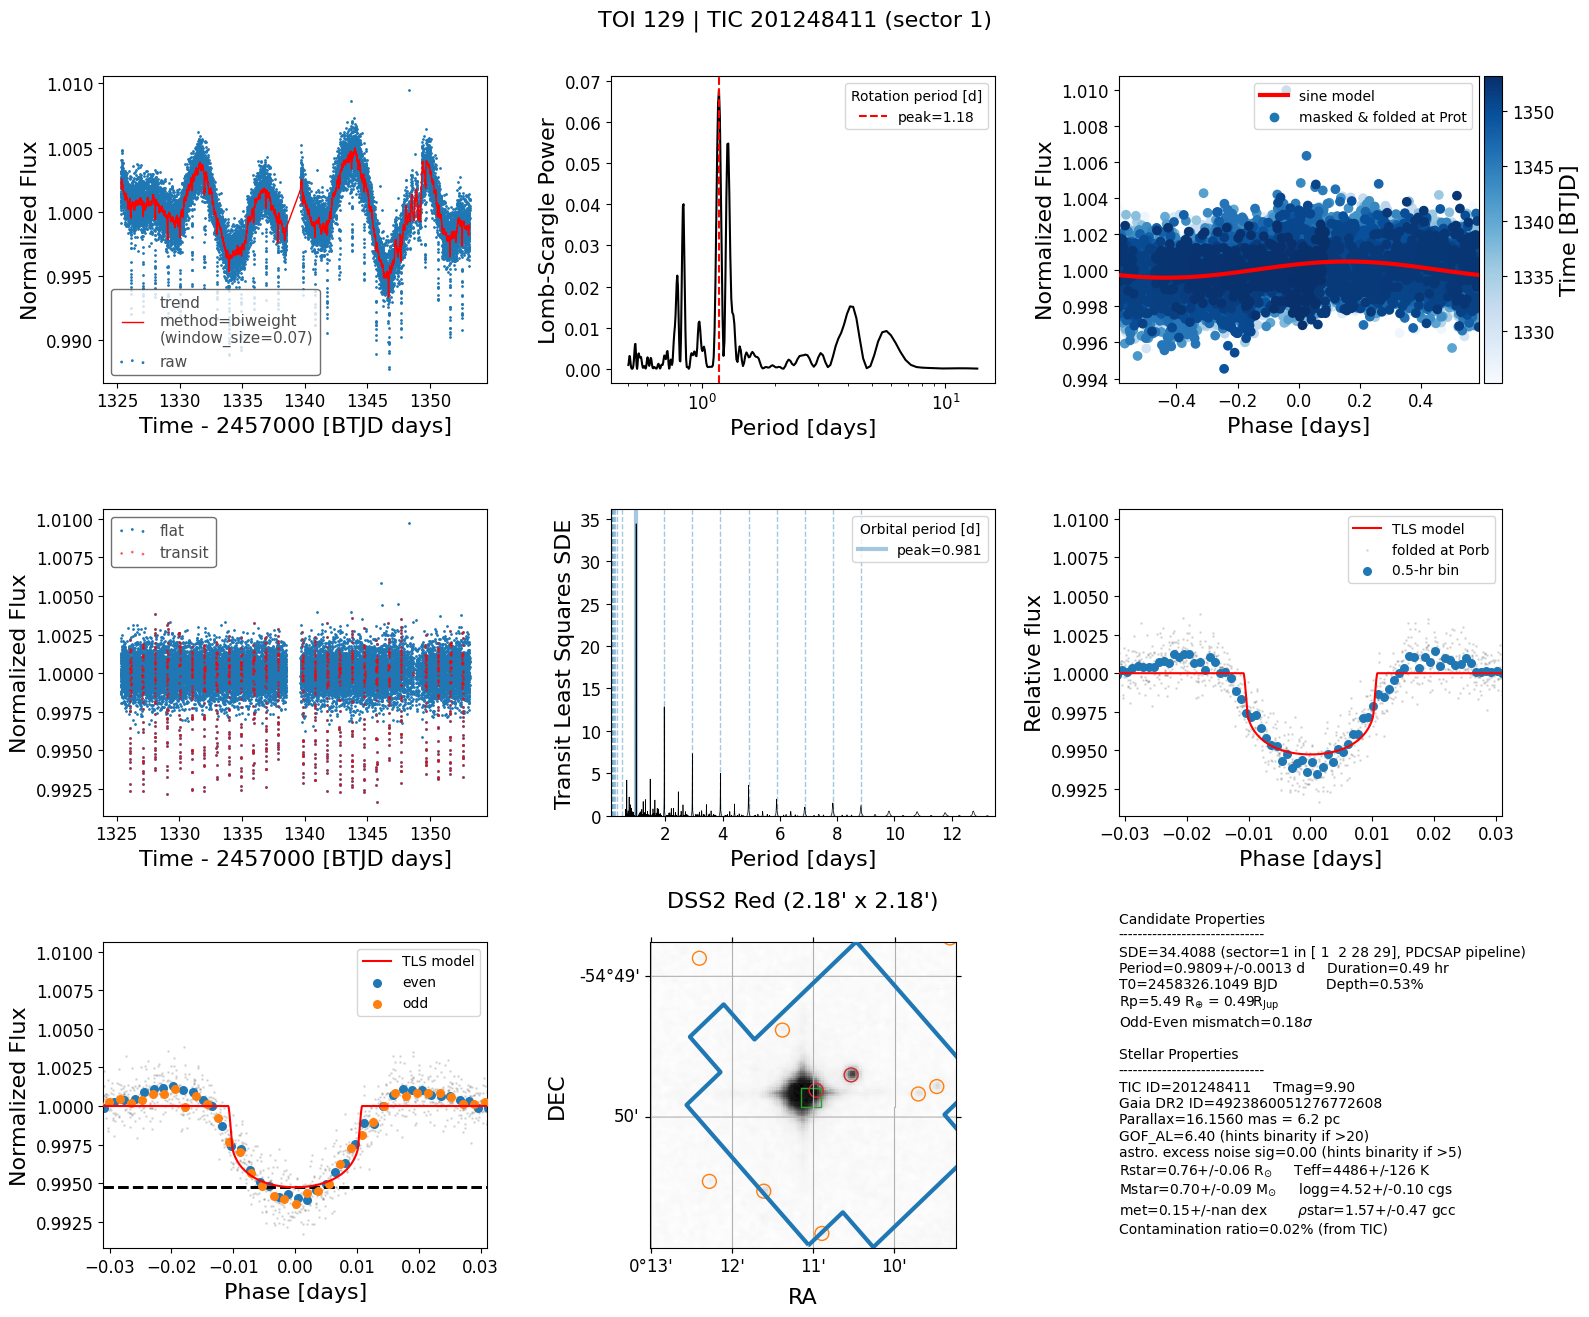 TOI 129 | TIC 201248411 (sector 1)
Normalized Flux
1.010
1.005
1.000
0.995
0.990
trend
method=biweight
(window_size=0.07)
raw
1325 1330 1335 1340 1345 1350
Time - 2457000 [BTJD days]
Lomb-Scargle Power
0.07
0.06
0.05
0.04
0.03
0.02
0.01
0.00
Rotation period [d]
peak=1.18
10⁰ 10¹
Period [days]
Normalized Flux
1.010
1.008
1.006
1.004
1.002
1.000
0.998
0.996
0.994
sine model
masked & folded at Prot
−0.4 −0.2 0.0 0.2 0.4
Phase [days]
1350
1345
1340
1335
1330
Time [BTJD]
Normalized Flux
1.0100
1.0075
1.0050
1.0025
1.0000
0.9975
0.9950
0.9925
flat
transit
1325 1330 1335 1340 1345 1350
Time - 2457000 [BTJD days]
Transit Least Squares SDE
35
30
25
20
15
10
5
0
Orbital period [d]
peak=0.981
2 4 6 8 10 12
Period [days]
Relative flux
1.0100
1.0075
1.0050
1.0025
1.0000
0.9975
0.9950
0.9925
TLS model
folded at Porb
0.5-hr bin
−0.03 −0.02 −0.01 0.00 0.01 0.02 0.03
Phase [days]
Normalized Flux
1.0100
1.0075
1.0050
1.0025
1.0000
0.9975
0.9950
0.9925
TLS model
even
odd
−0.03 −0.02 −0.01 0.00 0.01 0.02 0.03
Phase [days]
DSS2 Red (2.18' x 2.18')
DEC
-54°49'
50'
0°13' 12' 11' 10'
RA
Candidate Properties
------------------------------
SDE=34.4088 (sector=1 in [ 1 2 28 29], PDCSAP pipeline)
Period=0.9809+/-0.0013 d Duration=0.49 hr
T0=2458326.1049 BJD Depth=0.53%
Rp=5.49 R⊕ = 0.49RJup
Odd-Even mismatch=0.18σ
Stellar Properties
------------------------------
TIC ID=201248411 Tmag=9.90
Gaia DR2 ID=4923860051276772608
Parallax=16.1560 mas = 6.2 pc
GOF_AL=6.40 (hints binarity if >20)
astro. excess noise sig=0.00 (hints binarity if >5)
Rstar=0.76+/-0.06 R⊙ Teff=4486+/-126 K
Mstar=0.70+/-0.09 M⊙ logg=4.52+/-0.10 cgs
met=0.15+/-nan dex ρstar=1.57+/-0.47 gcc
Contamination ratio=0.02% (from TIC)